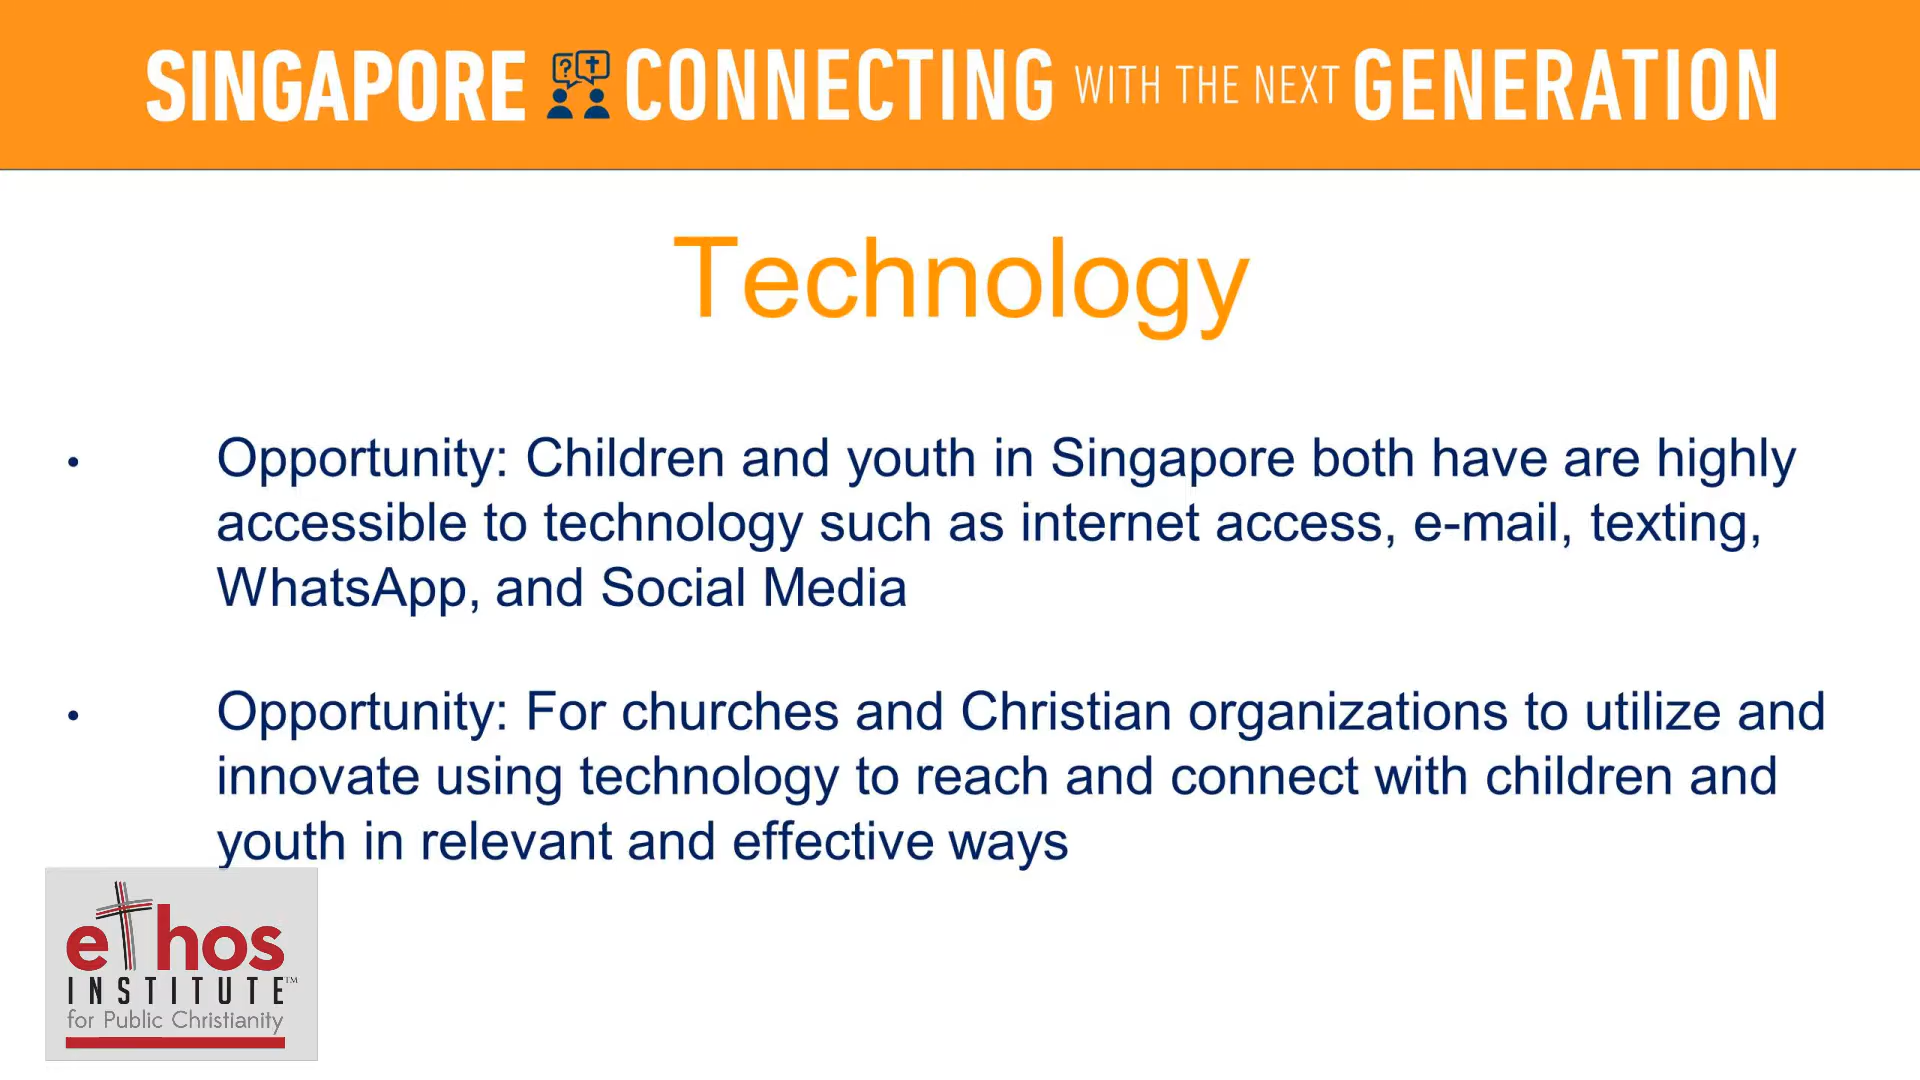 SINGAPORE ? CONNECTING WITH THE NEXT GENERATION
Technology
• Opportunity: Children and youth in Singapore both have are highly
accessible to technology such as internet access, e-mail, texting,
WhatsApp, and Social Media
• Opportunity: For churches and Christian organizations to utilize and
innovate using technology to reach and connect with children and
youth in relevant and effective ways
ethos
INSTITUTE™
for Public Christianity